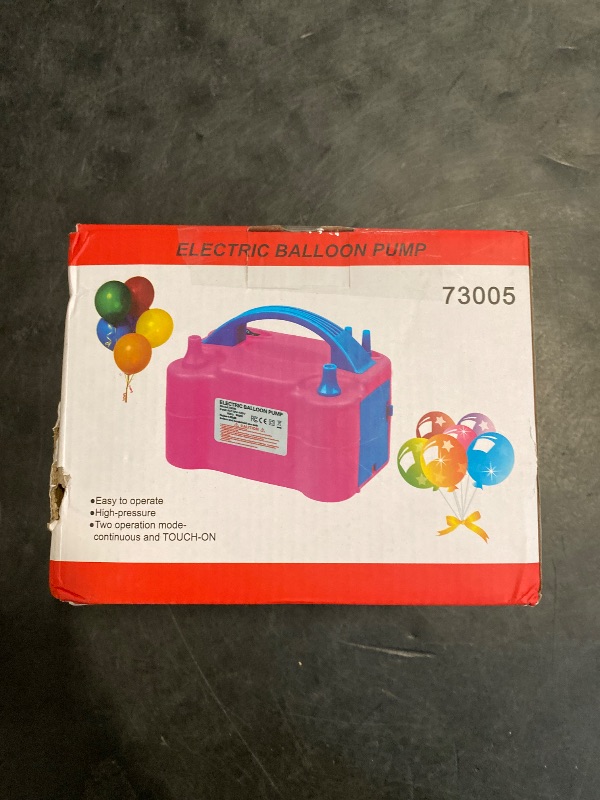 ELECTRIC BALLOON PUMP
73005
ELECTRIC BALLOON PUMP
CE
•Easy to operate
•High-pressure
•Two operation mode-
continuous and TOUCH-ON